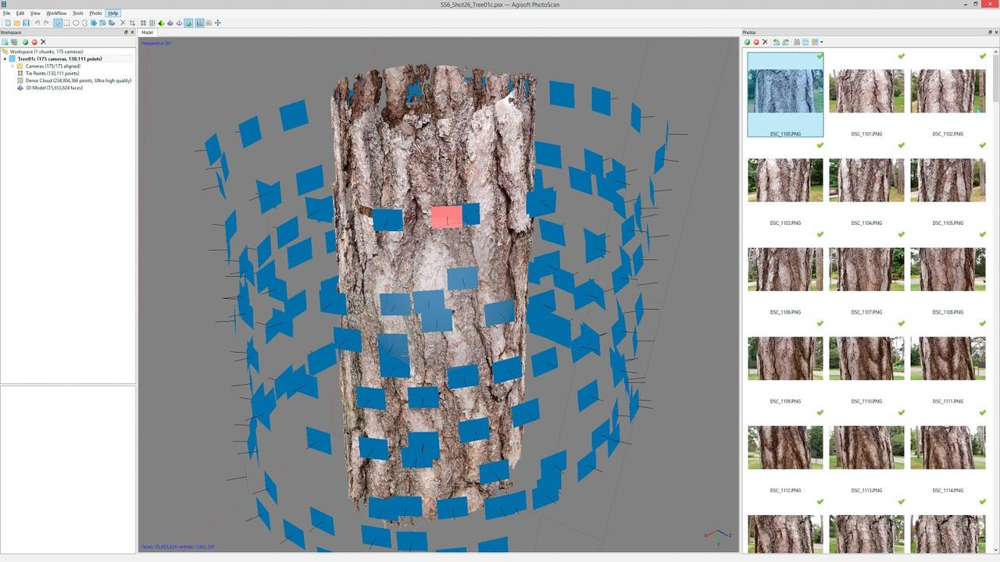 SS6_Shot26_Tree01c.psx — Agisoft PhotoScan
File Edit View Workflow Tools Photo Help
Workspace
Model
Photos
Workspace (1 chunks, 175 cameras)
Tree01c (175 cameras, 130,111 points)
Cameras (175/175 aligned)
Tie Points (130,111 points)
Dense Cloud (234,804,366 points, Ultra high quality)
3D Model (15,653,624 faces)
Perspective 30°
DSC_1100.PNG DSC_1101.PNG DSC_1102.PNG
DSC_1103.PNG DSC_1104.PNG DSC_1105.PNG
DSC_1106.PNG DSC_1107.PNG DSC_1108.PNG
DSC_1109.PNG DSC_1110.PNG DSC_1111.PNG
DSC_1112.PNG DSC_1113.PNG DSC_1114.PNG
X Y Z
Faces: 15,653,624 vertices: